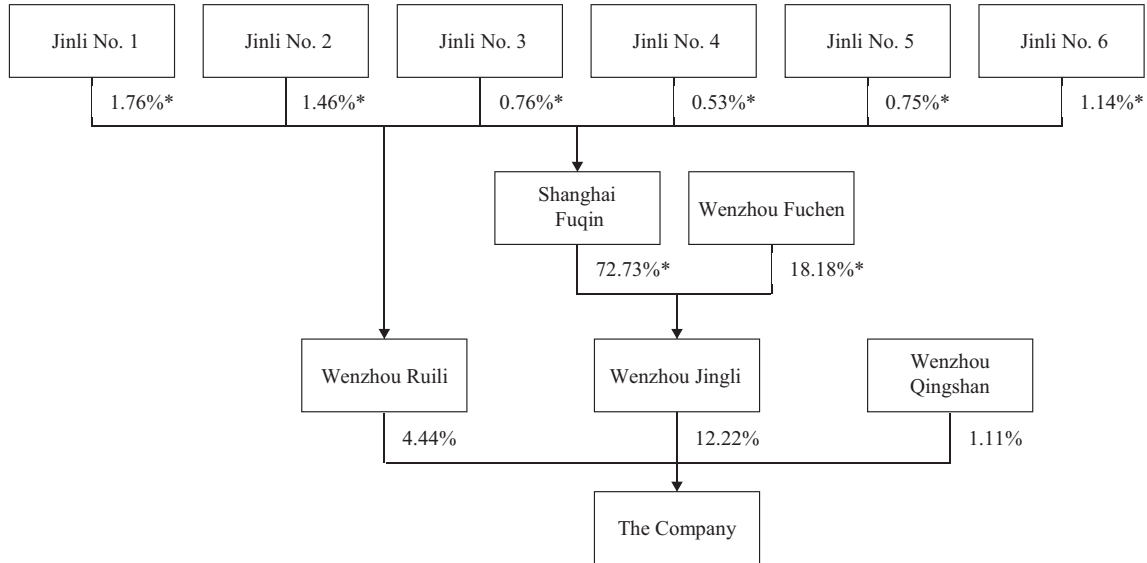 Jinli No. 1
Jinli No. 2
Jinli No. 3
Jinli No. 4
Jinli No. 5
Jinli No. 6
1.76%*
1.46%*
0.76%*
0.53%*
0.75%*
1.14%*
Shanghai
Fuqin
Wenzhou Fuchen
72.73%*
18.18%*
Wenzhou Ruili
Wenzhou Jingli
Wenzhou
Qingshan
4.44%
12.22%
1.11%
The Company